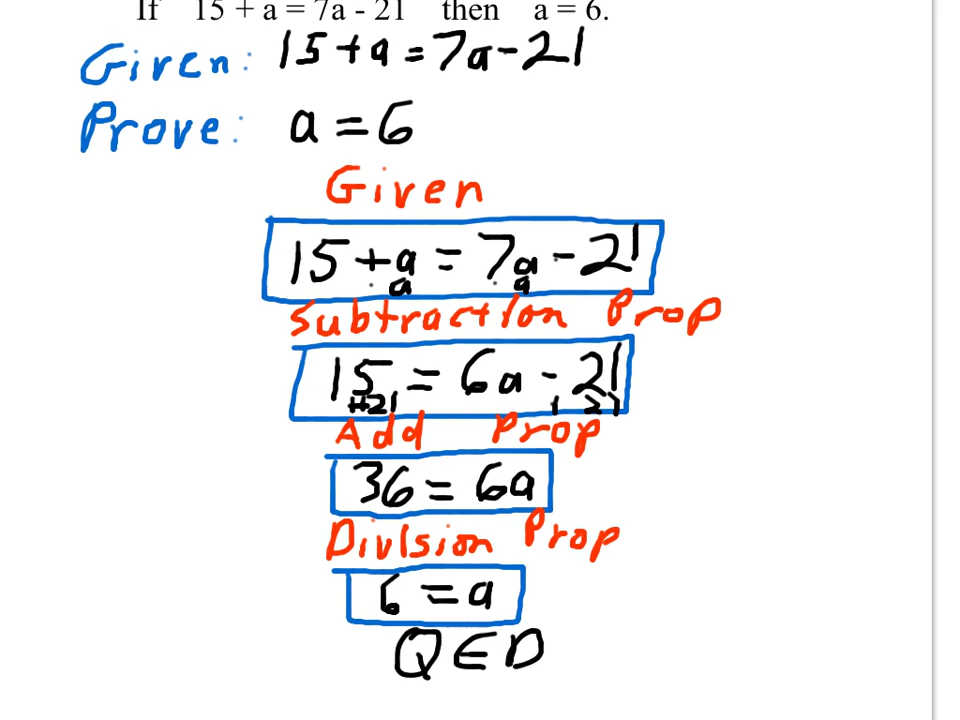 If 15 + a = 7a - 21 then a = 6.
Given: 15+a=7a-21
Prove: a=6
Given
15+a=7a-21
a a
Subtraction Prop
15=6a-21
+21 21
Add Prop
36=6a
Division Prop
6=a
QED